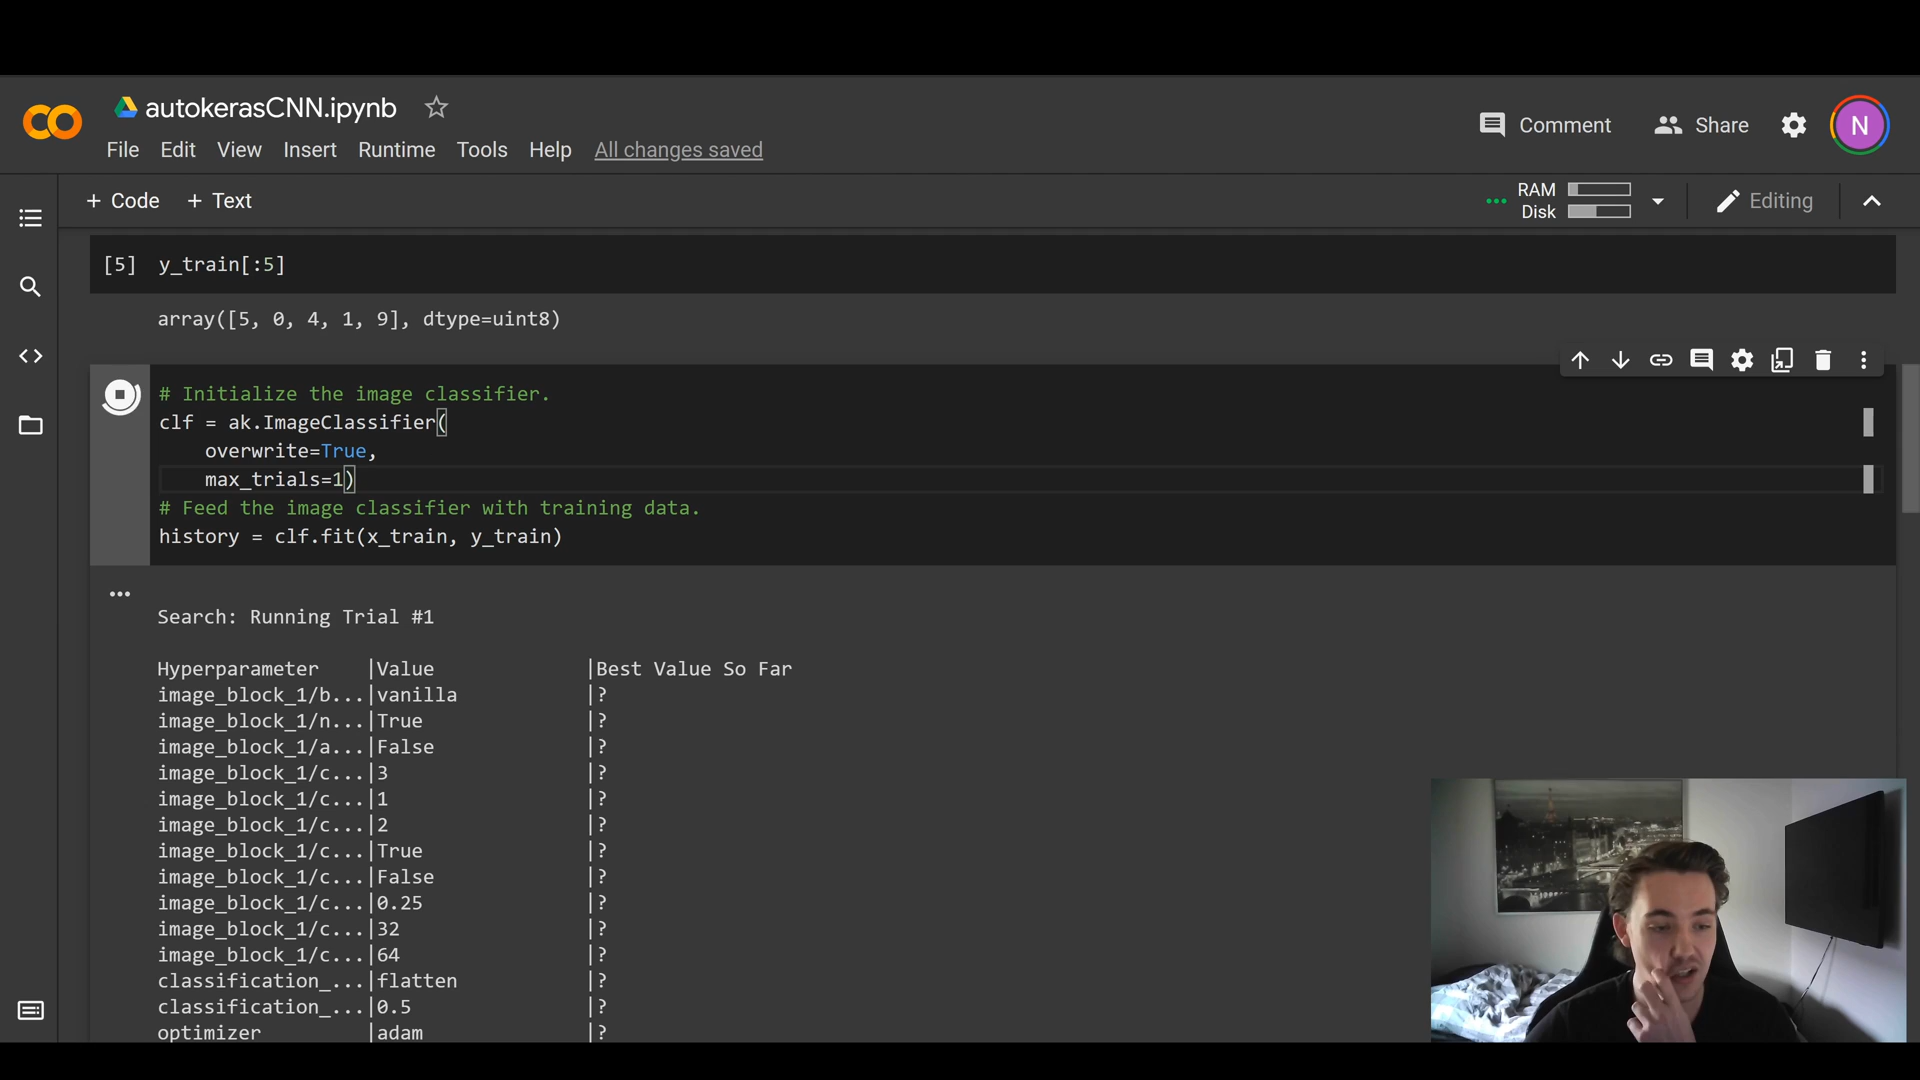 autokerasCNN.ipynb
Comment
Share
N
File Edit View Insert Runtime Tools Help All changes saved
+ Code + Text
RAM
Disk
Editing
[5] y_train[:5]
array([5, 0, 4, 1, 9], dtype=uint8)
# Initialize the image classifier.
clf = ak.ImageClassifier(
overwrite=True,
max_trials=1)
# Feed the image classifier with training data.
history = clf.fit(x_train, y_train)
Search: Running Trial #1
Hyperparameter |Value |Best Value So Far
image_block_1/b...|vanilla |?
image_block_1/n...|True |?
image_block_1/a...|False |?
image_block_1/c...|3 |?
image_block_1/c...|1 |?
image_block_1/c...|2 |?
image_block_1/c...|True |?
image_block_1/c...|False |?
image_block_1/c...|0.25 |?
image_block_1/c...|32 |?
image_block_1/c...|64 |?
classification_...|flatten |?
classification_...|0.5 |?
optimizer |adam |?